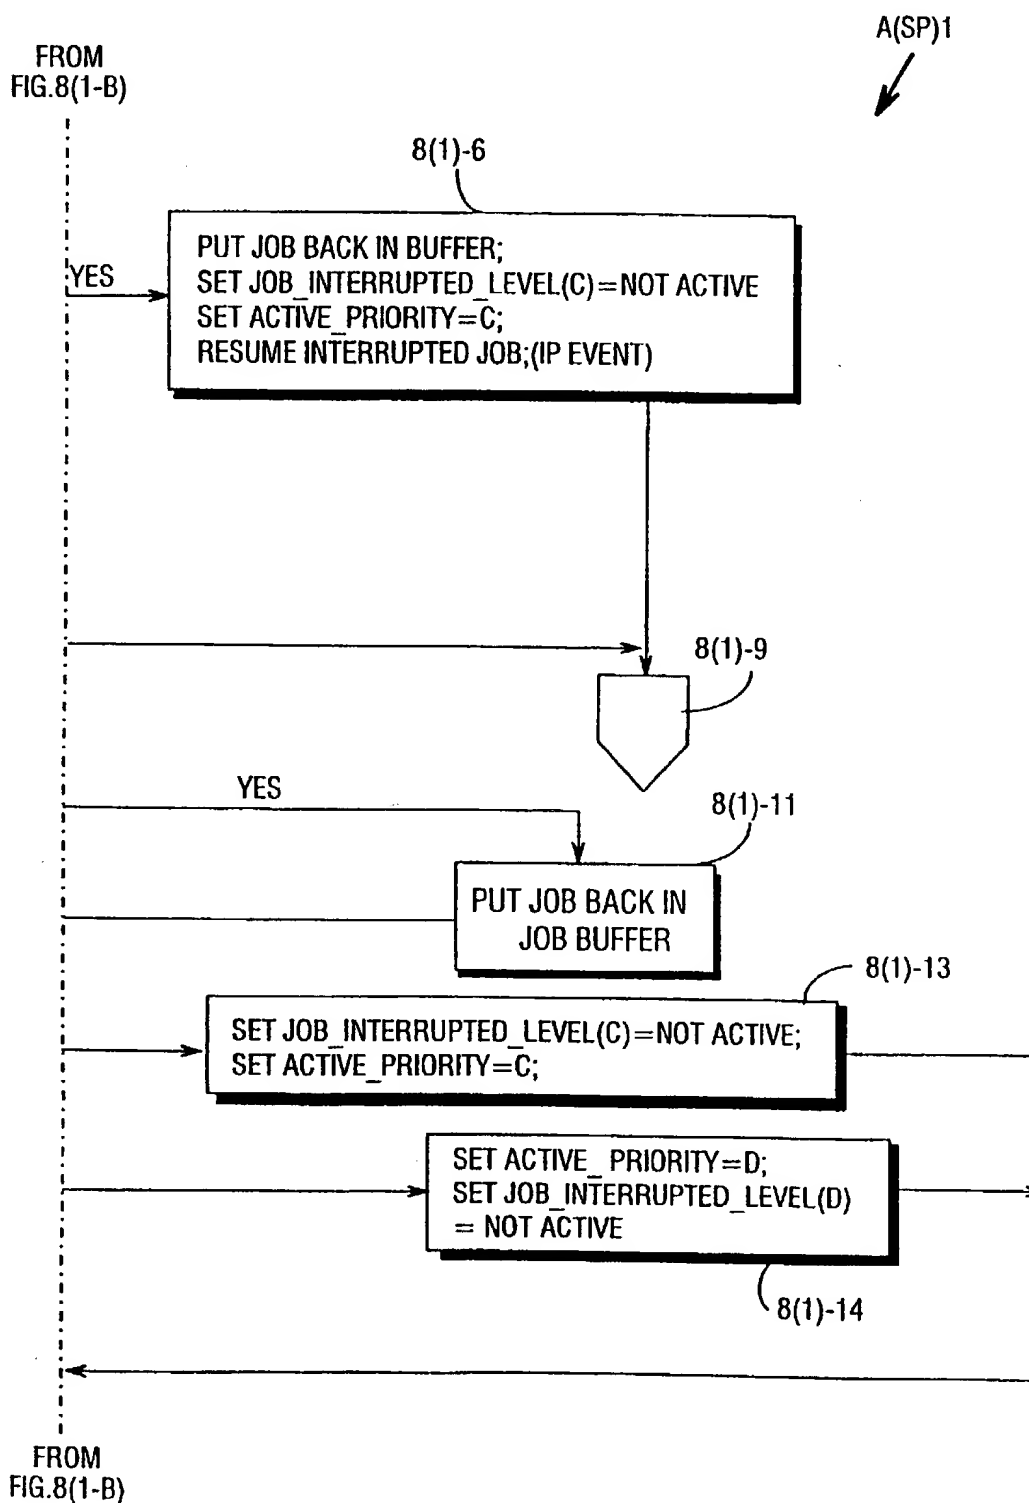 A(SP)1
FROM
FIG.8(1-B)
8(1)-6
PUT JOB BACK IN BUFFER;
SET JOB_INTERRUPTED_LEVEL(C)=NOT ACTIVE
SET ACTIVE_PRIORITY=C;
RESUME INTERRUPTED JOB;(IP EVENT)
YES
8(1)-9
YES
8(1)-11
PUT JOB BACK IN
JOB BUFFER
8(1)-13
SET JOB_INTERRUPTED_LEVEL(C)=NOT ACTIVE;
SET ACTIVE_PRIORITY=C;
SET ACTIVE_ PRIORITY=D;
SET JOB_INTERRUPTED_LEVEL(D)
= NOT ACTIVE
8(1)-14
FROM
FIG.8(1-B)